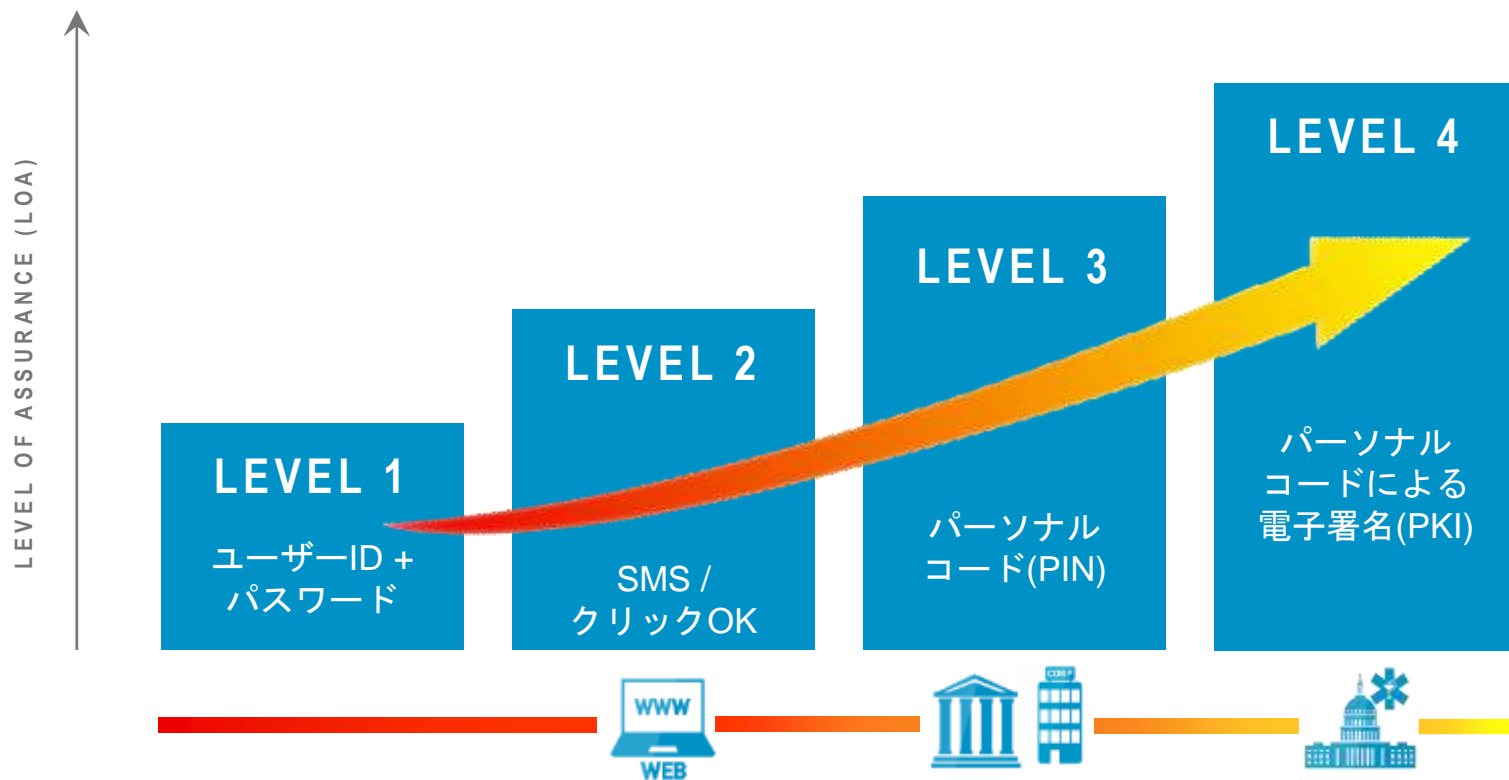 LEVEL OF ASSURANCE (LOA)
LEVEL 1
ユーザーID +
パスワード
LEVEL 2
SMS /
クリックOK
LEVEL 3
パーソナル
コード(PIN)
LEVEL 4
パーソナル
コードによる
電子署名(PKI)
WWW
WEB
CORP